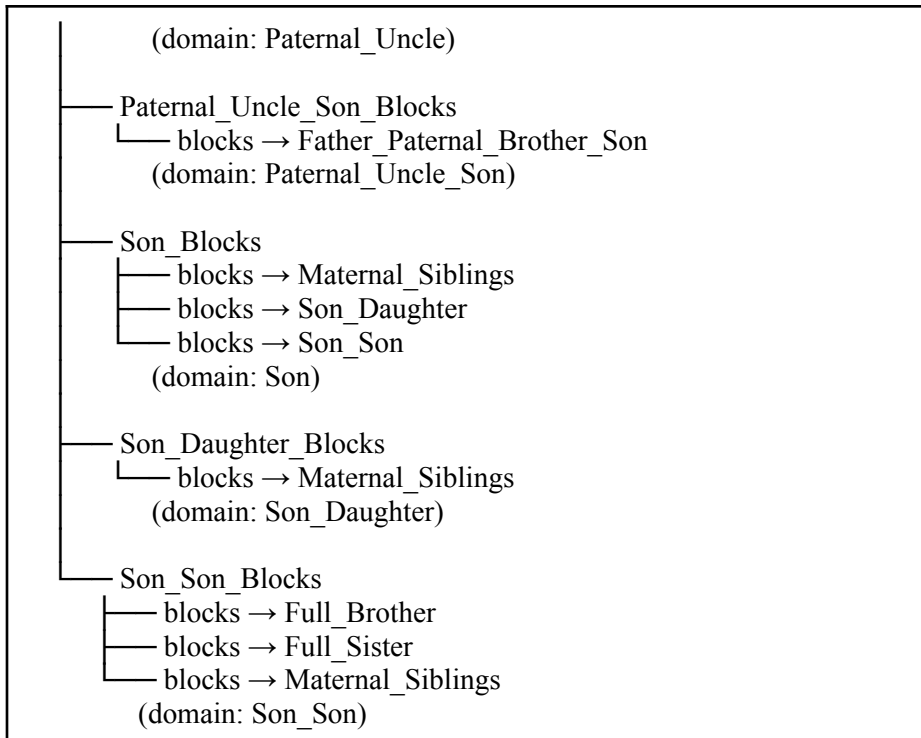 (domain: Paternal_Uncle)
Paternal_Uncle_Son_Blocks
blocks → Father_Paternal_Brother_Son
(domain: Paternal_Uncle_Son)
Son_Blocks
blocks → Maternal_Siblings
blocks → Son_Daughter
blocks → Son_Son
(domain: Son)
Son_Daughter_Blocks
blocks → Maternal_Siblings
(domain: Son_Daughter)
Son_Son_Blocks
blocks → Full_Brother
blocks → Full_Sister
blocks → Maternal_Siblings
(domain: Son_Son)